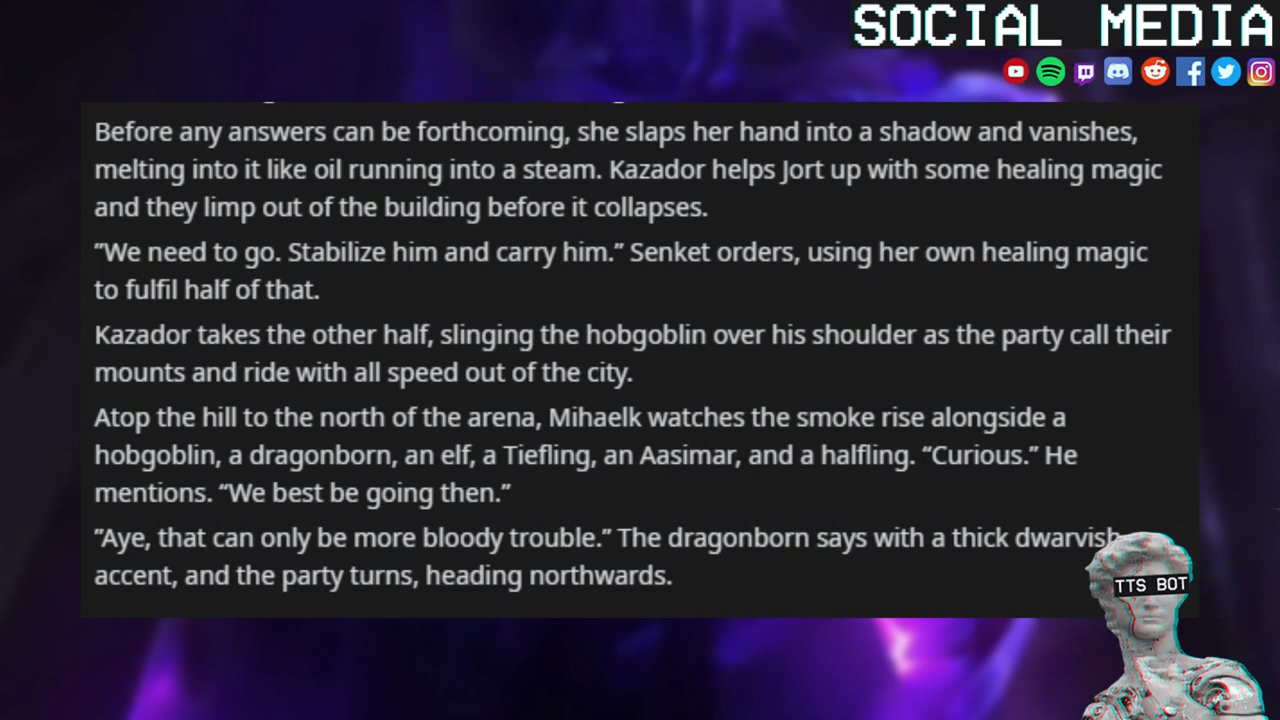 SOCIAL MEDIA
Before any answers can be forthcoming, she slaps her hand into a shadow and vanishes,
melting into it like oil running into a steam. Kazador helps Jort up with some healing magic
and they limp out of the building before it collapses.
”We need to go. Stabilize him and carry him.” Senket orders, using her own healing magic
to fulfil half of that.
Kazador takes the other half, slinging the hobgoblin over his shoulder as the party call their
mounts and ride with all speed out of the city.
Atop the hill to the north of the arena, Mihaelk watches the smoke rise alongside a
hobgoblin, a dragonborn, an elf, a Tiefling, an Aasimar, and a halfling. “Curious.” He
mentions. “We best be going then.”
”Aye, that can only be more bloody trouble.” The dragonborn says with a thick dwarvish
accent, and the party turns, heading northwards.
TTS BOT